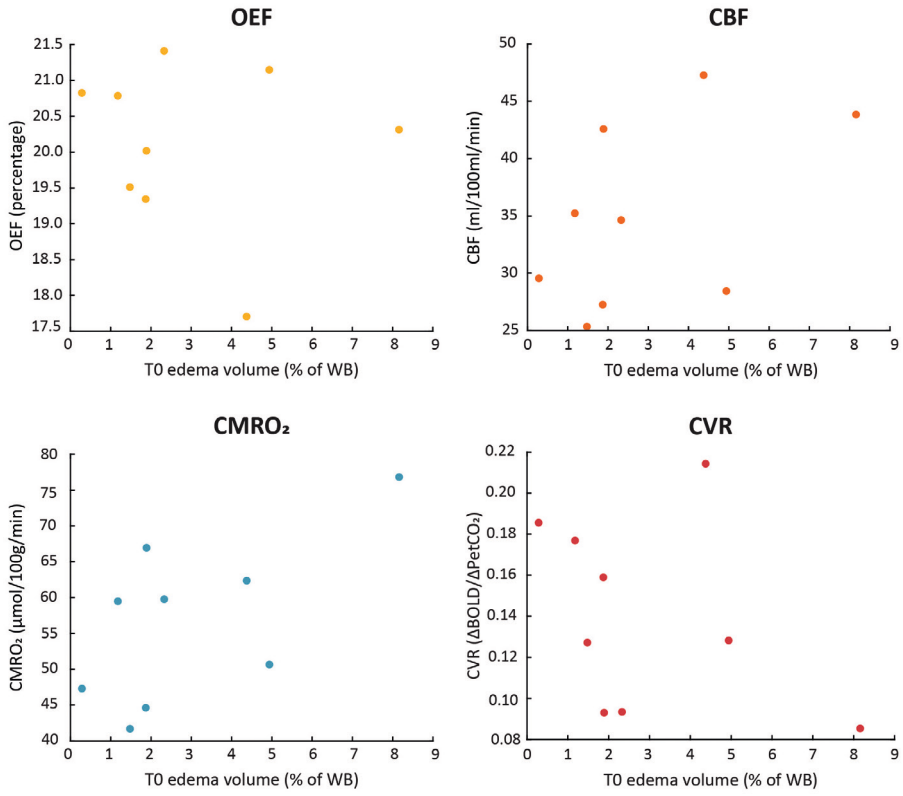 OEF
21.5
21.0
20.5
20.0
19.5
19.0
18.5
18.0
17.5
OEF (percentage)
0 1 2 3 4 5 6 7 8 9
T0 edema volume (% of WB)
CBF
50
45
40
35
30
25
CBF (ml/100ml/min)
0 1 2 3 4 5 6 7 8 9
T0 edema volume (% of WB)
CMRO₂
80
75
70
65
60
55
50
45
40
CMRO₂ (µmol/100g/min)
0 1 2 3 4 5 6 7 8 9
T0 edema volume (% of WB)
CVR
0.22
0.20
0.18
0.16
0.14
0.12
0.10
0.08
CVR (ΔBOLD/ΔPetCO₂)
0 1 2 3 4 5 6 7 8 9
T0 edema volume (% of WB)